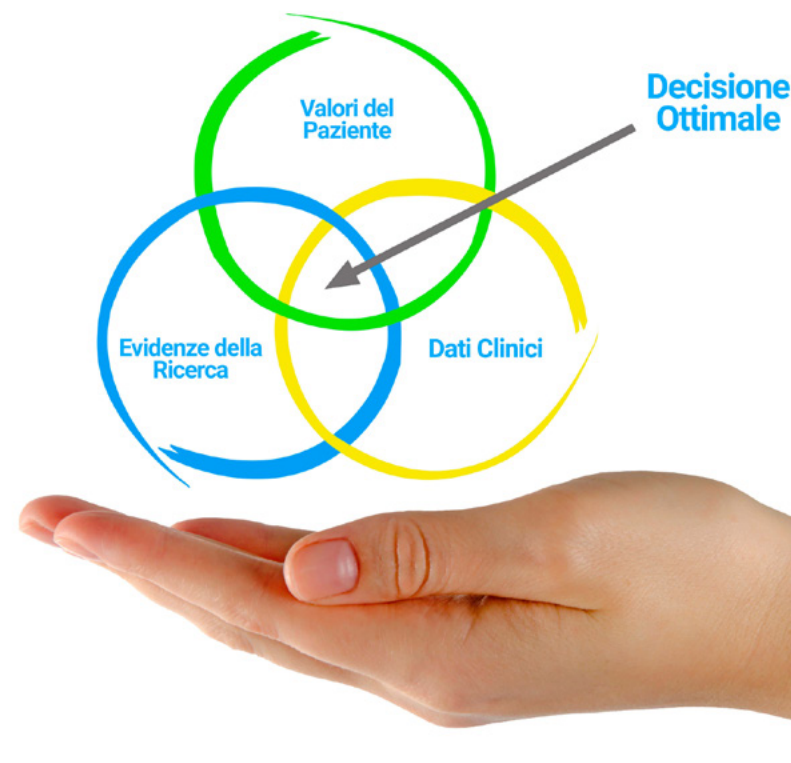 Valori del
Paziente
Decisione
Ottimale
Evidenze della
Ricerca
Dati Clinici